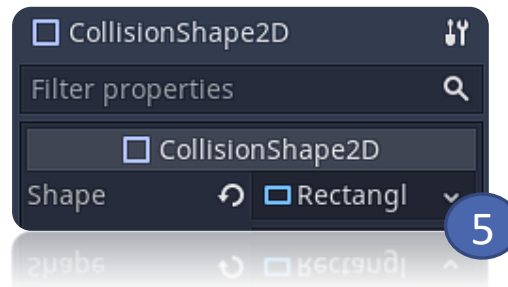 CollisionShape2D
Filter properties
CollisionShape2D
Shape Rectangl
5